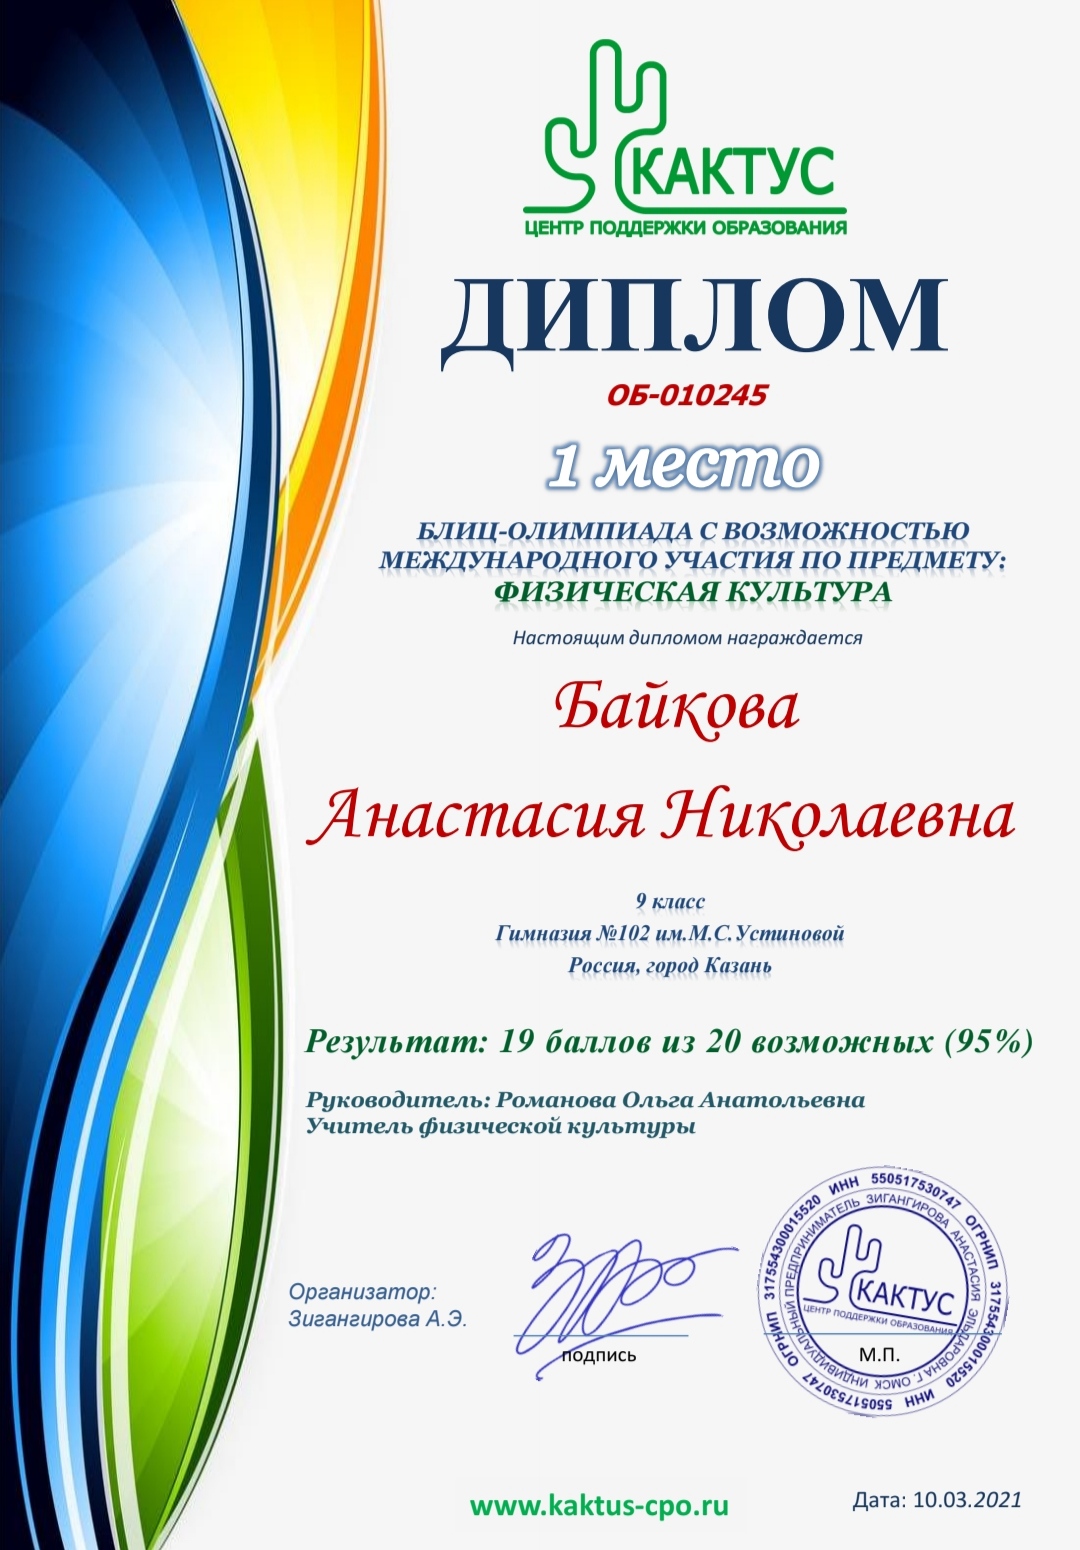 КАКТУС
ЦЕНТР ПОДДЕРЖКИ ОБРАЗОВАНИЯ
ДИПЛОМ
ОБ-010245
1 место
БЛИЦ-ОЛИМПИАДА С ВОЗМОЖНОСТЬЮ
МЕЖДУНАРОДНОГО УЧАСТИЯ ПО ПРЕДМЕТУ:
ФИЗИЧЕСКАЯ КУЛЬТУРА
Настоящим дипломом награждается
Байкова
Анастасия Николаевна
9 класс
Гимназия №102 им.М.С.Устиновой
Россия, город Казань
Результат: 19 баллов из 20 возможных (95%)
Руководитель: Романова Ольга Анатольевна
Учитель физической культуры
Организатор:
Зигангирова А.Э.
подпись
ИНН 550517530747 ОГРНИП 317554300015520 ИНН 550517530747 ОГРНИП 317554300015520
ИНДИВИДУАЛЬНЫЙ ПРЕДПРИНИМАТЕЛЬ ЗИГАНГИРОВА АНАСТАСИЯ ЭЛЬДАРОВНА Г. ОМСК
КАКТУС
ЦЕНТР ПОДДЕРЖКИ ОБРАЗОВАНИЯ
М.П.
www.kaktus-cpo.ru
Дата: 10.03.2021